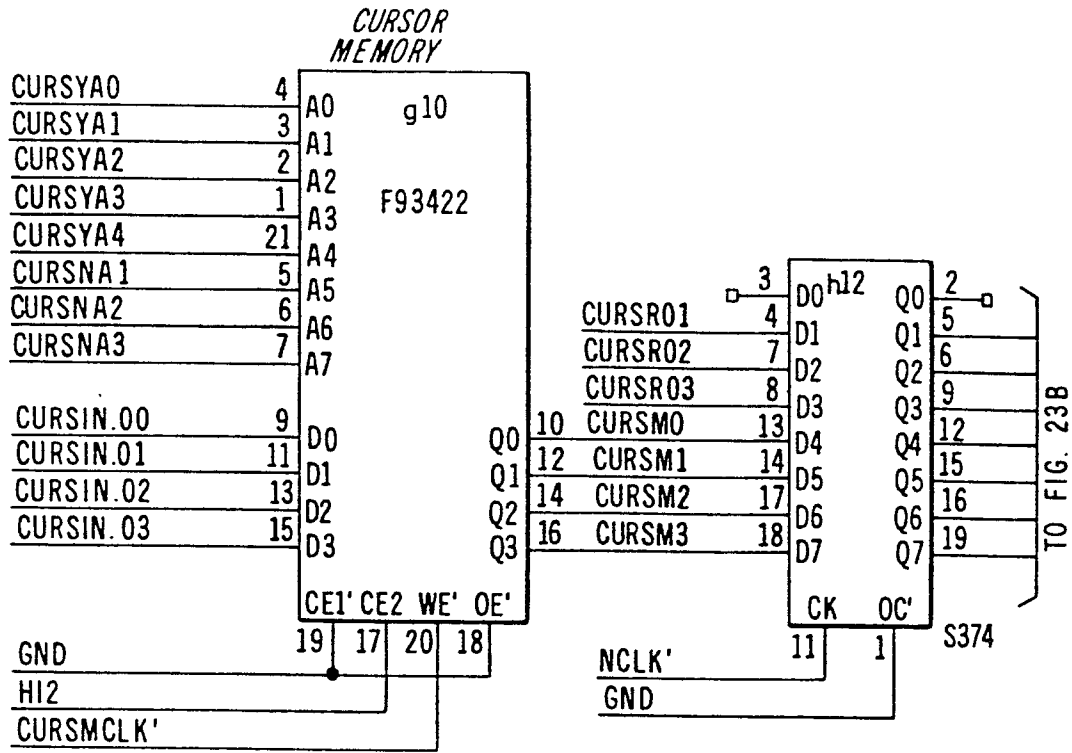 CURSOR
MEMORY
g10
F93422
CURSYA0 4 A0
CURSYA1 3 A1
CURSYA2 2 A2
CURSYA3 1 A3
CURSYA4 21 A4
CURSNA1 5 A5
CURSNA2 6 A6
CURSNA3 7 A7
CURSIN.00 9 D0
CURSIN.01 11 D1
CURSIN.02 13 D2
CURSIN.03 15 D3
Q0 10 CURSM0 13 D4
Q1 12 CURSM1 14 D5
Q2 14 CURSM2 17 D6
Q3 16 CURSM3 18 D7
CE1' CE2 WE' OE'
19 17 20 18
GND
HI2
CURSMCLK'
h12
3 D0 Q0 2
CURSR01 4 D1 Q1 5
CURSR02 7 D2 Q2 6
CURSR03 8 D3 Q3 9
Q4 12
Q5 15
Q6 16
Q7 19
CK OC'
11 1
S374
NCLK'
GND
TO FIG. 23B